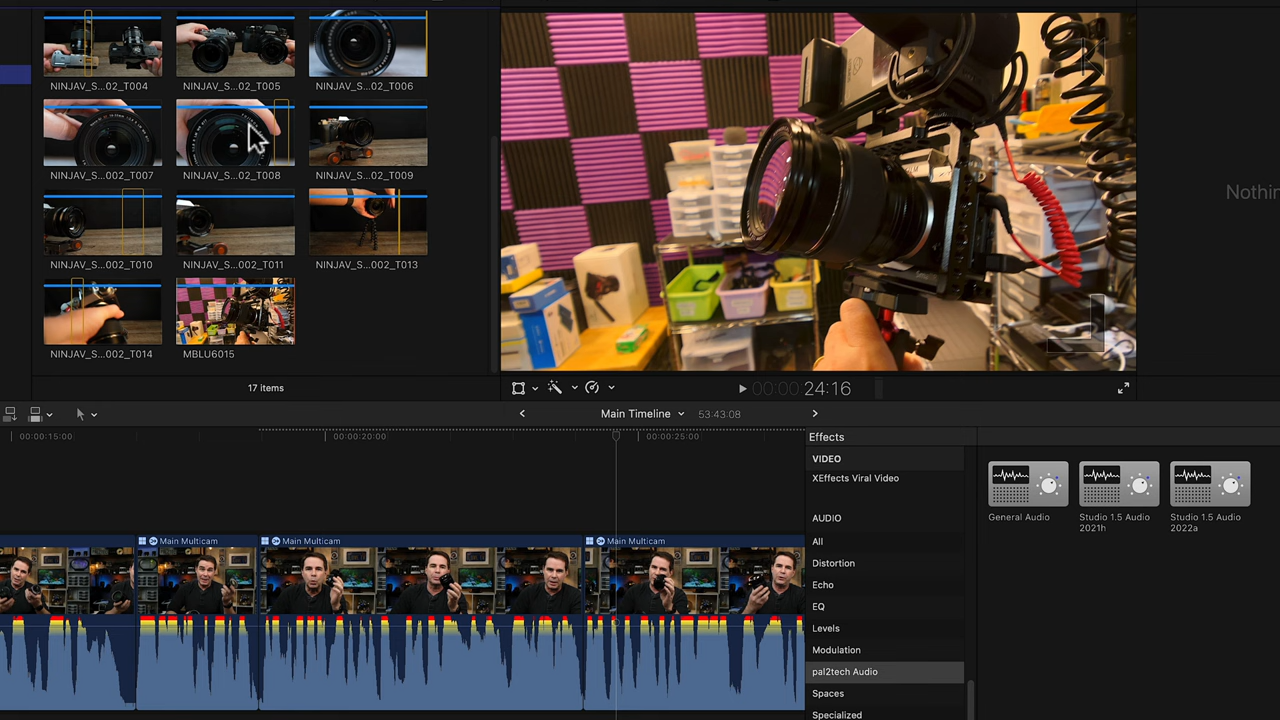 NINJAV_S...02_T004
NINJAV_S...02_T005
NINJAV_S...02_T006
NINJAV_S...02_T007
NINJAV_S...02_T008
NINJAV_S...02_T009
NINJAV_S...002_T010
NINJAV_S...002_T011
NINJAV_S...002_T013
NINJAV_S...002_T014
MBLU6015
17 items
00:00:24:16
Nothin
Main Timeline
53:43:08
00:00:15:00
00:00:20:00
00:00:25:00
Main Multicam
Main Multicam
Main Multicam
Effects
VIDEO
XEffects Viral Video
AUDIO
All
Distortion
Echo
EQ
Levels
Modulation
pal2tech Audio
Spaces
Specialized
General Audio
Studio 1.5 Audio
2021h
Studio 1.5 Audio
2022a